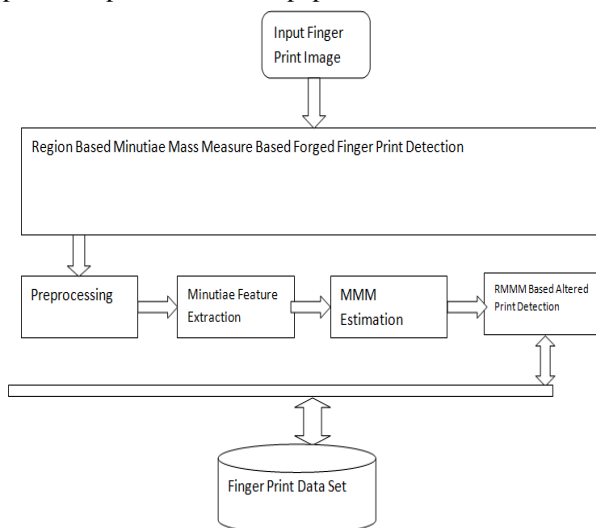 Input Finger
Print Image
Region Based Minutiae Mass Measure Based Forged Finger Print Detection
Preprocessing
Minutiae Feature
Extraction
MMM
Estimation
RMMM Based Altered
Print Detection
Finger Print Data Set